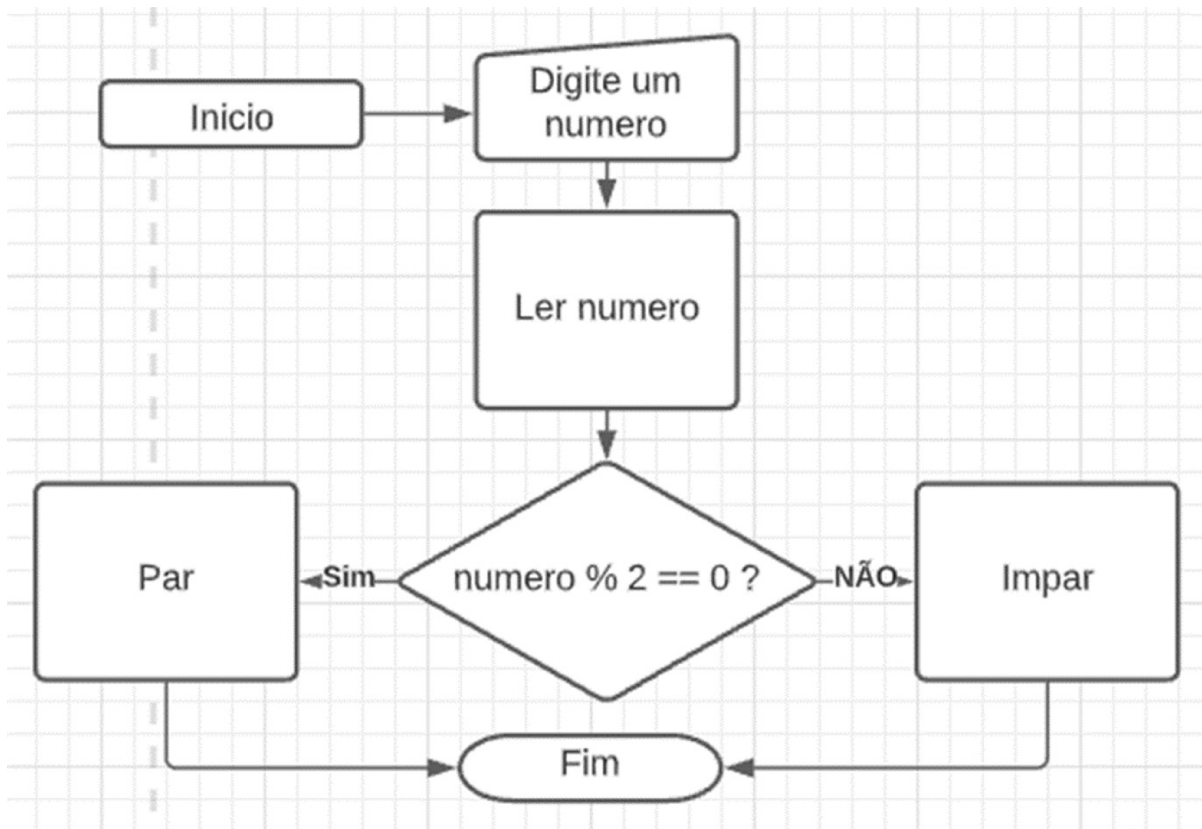 Inicio
Digite um
numero
Ler numero
Par
Sim
numero % 2 == 0 ?
NÃO
Impar
Fim